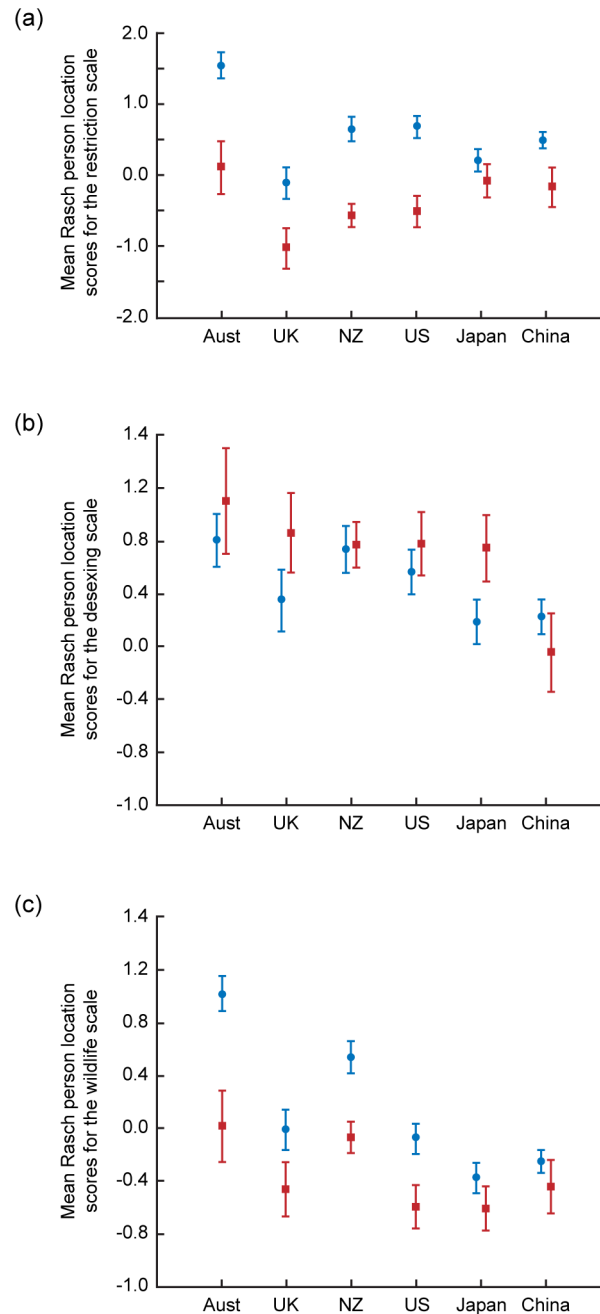 (a)
Mean Rasch person location
scores for the restriction scale
2.0
1.0
0.0
-1.0
-2.0
Aust UK NZ US Japan China
(b)
Mean Rasch person location
scores for the desexing scale
1.4
1.2
0.8
0.4
0.0
-0.4
-0.8
-1.0
Aust UK NZ US Japan China
(c)
Mean Rasch person location
scores for the wildlife scale
1.4
1.2
0.8
0.4
0.0
-0.4
-0.8
-1.0
Aust UK NZ US Japan China